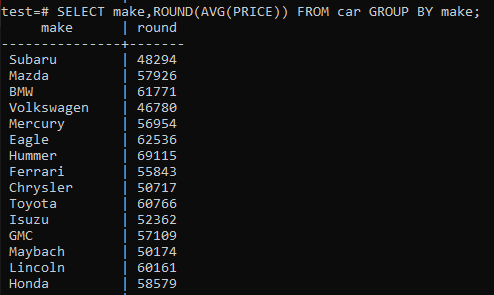 test=# SELECT make,ROUND(AVG(PRICE)) FROM car GROUP BY make;
     make      | round
---------------+-------
 Subaru        | 48294
 Mazda         | 57926
 BMW           | 61771
 Volkswagen    | 46780
 Mercury       | 56954
 Eagle         | 62536
 Hummer        | 69115
 Ferrari       | 55843
 Chrysler      | 50717
 Toyota        | 60766
 Isuzu         | 52362
 GMC           | 57109
 Maybach       | 50174
 Lincoln       | 60161
 Honda         | 58579